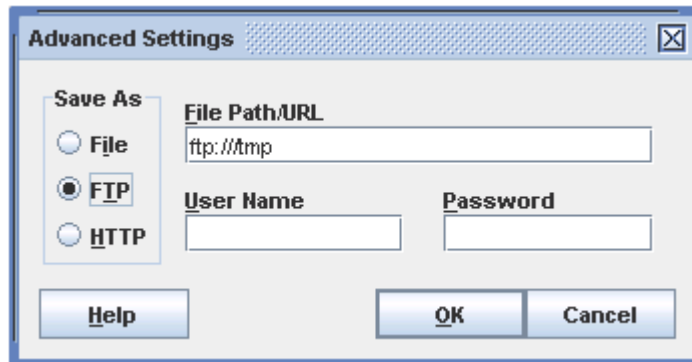 Advanced Settings
Save As
File
FTP
HTTP
File Path/URL
ftp:///tmp
User Name
Password
Help
OK
Cancel